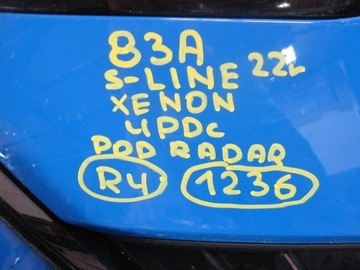 83A
S-LINE 22L
XENON
4PDC
POD RADAR
R4 1236